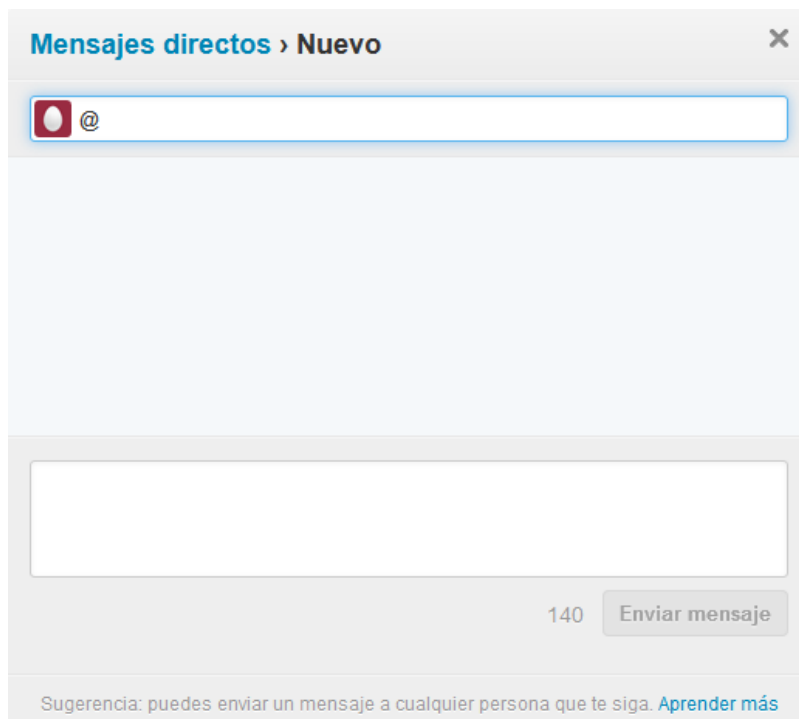 Mensajes directos › Nuevo
@
140 Enviar mensaje
Sugerencia: puedes enviar un mensaje a cualquier persona que te siga. Aprender más